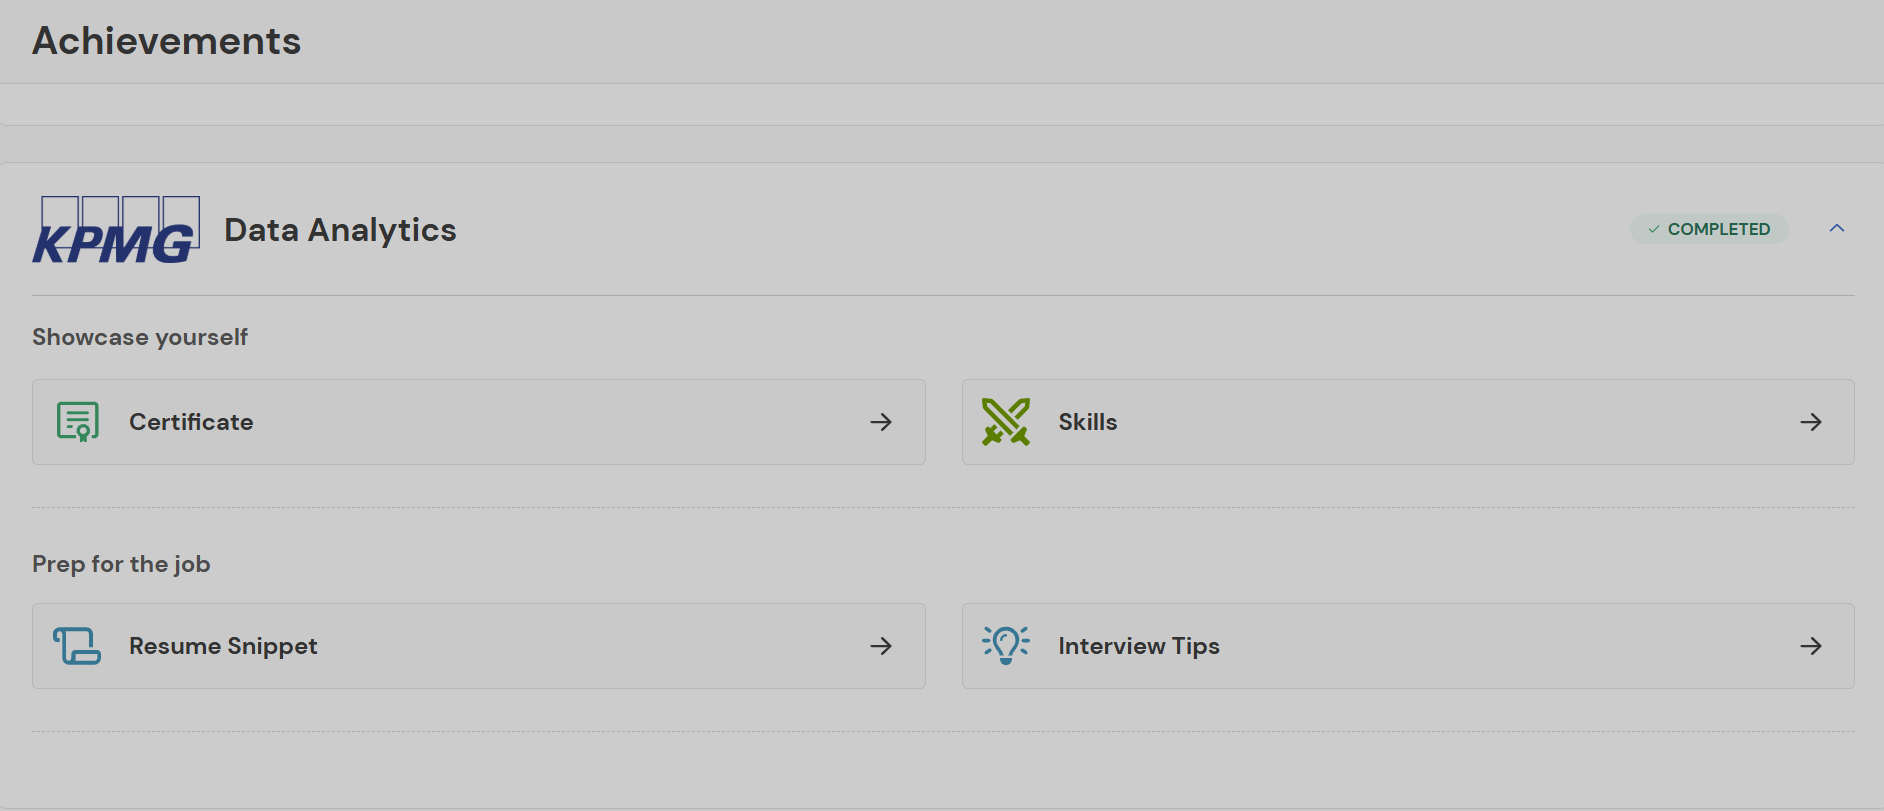 Achievements
KPMG
Data Analytics
COMPLETED
Showcase yourself
Certificate
Skills
Prep for the job
Resume Snippet
Interview Tips